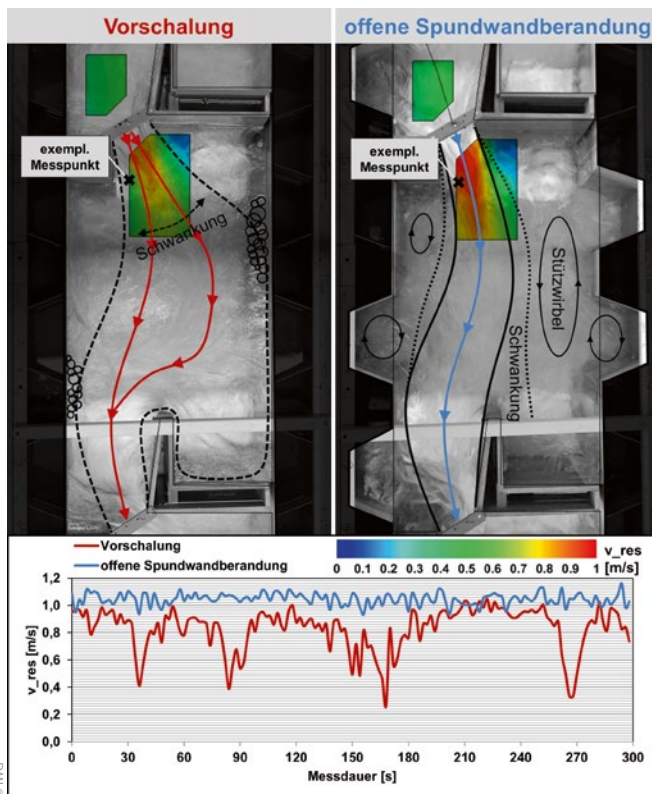 Vorschalung
offene Spundwandberandung
exempl.
Messpunkt
Schwankung
exempl.
Messpunkt
Stützwirbel
Schwankung
Vorschalung
offene Spundwandberandung
v_res
0 0.1 0.2 0.3 0.4 0.5 0.6 0.7 0.8 0.9 1 [m/s]
v_res [m/s]
1,2
1,0
0,8
0,6
0,4
0,2
0,0
0 30 60 90 120 150 180 210 240 270 300
Messdauer [s]